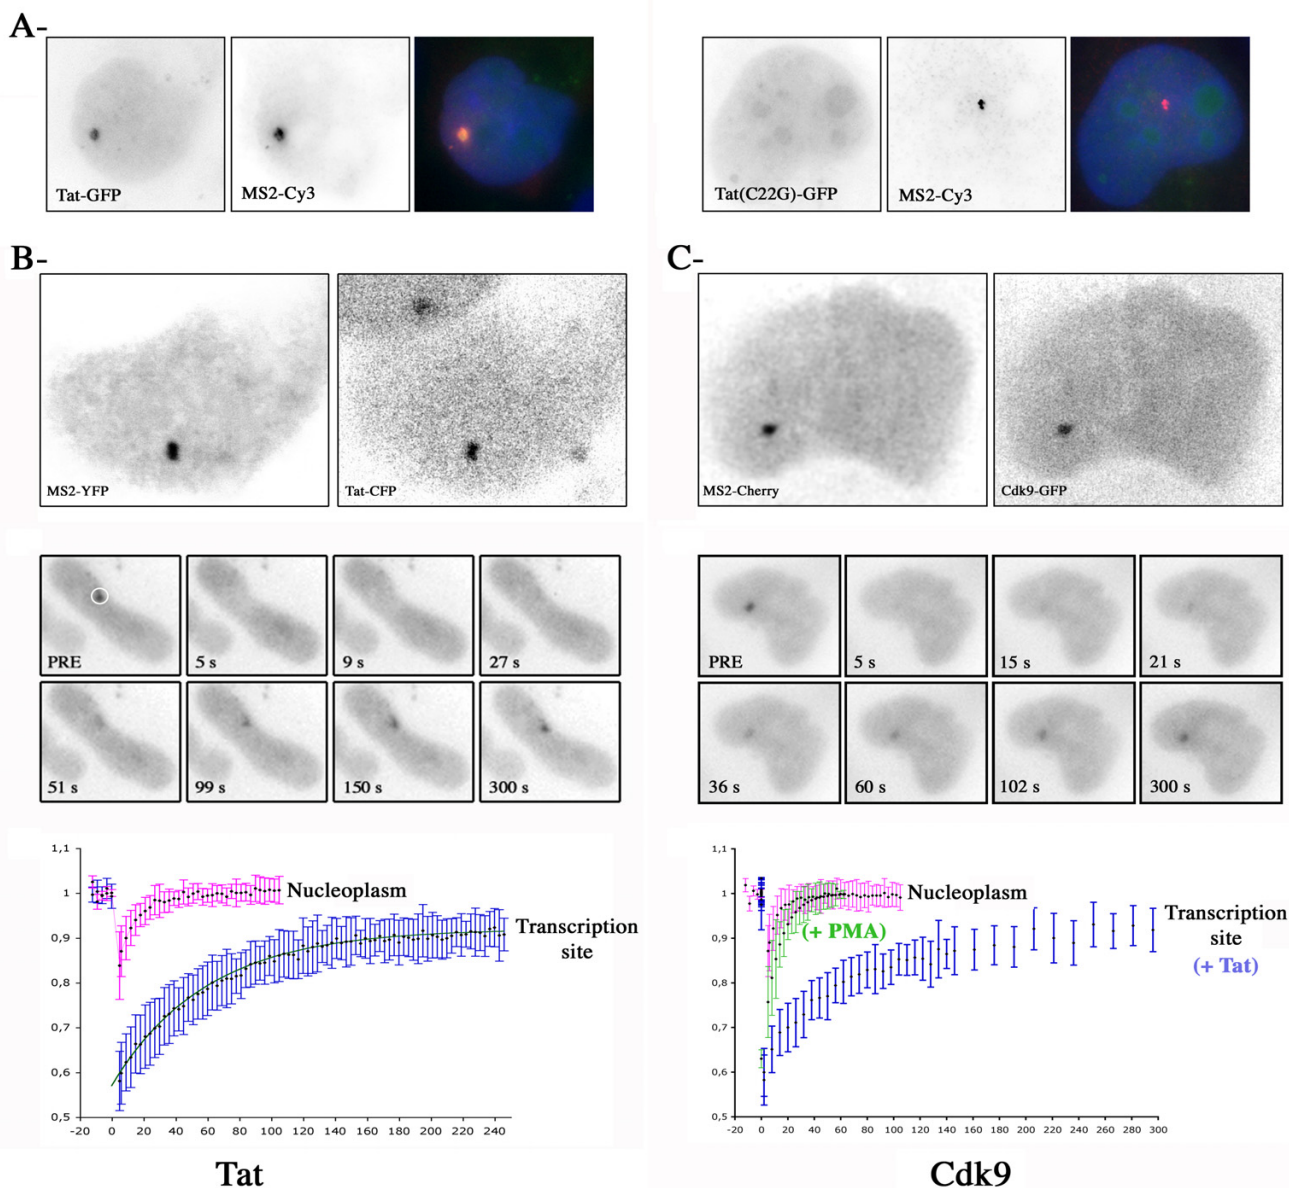 A-
Tat-GFP
MS2-Cy3
Tat(C22G)-GFP
MS2-Cy3
B-
C-
MS2-YFP
Tat-CFP
MS2-Cherry
Cdk9-GFP
PRE
5 s
9 s
27 s
PRE
5 s
15 s
21 s
51 s
99 s
150 s
300 s
36 s
60 s
102 s
300 s
1,1
1
0,9
0,8
0,7
0,6
0,5
-20 0 20 40 60 80 100 120 140 160 180 200 220 240
Nucleoplasm
Transcription
site
Tat
1,1
1
0,9
0,8
0,7
0,6
0,5
-20 0 20 40 60 80 100 120 140 160 180 200 220 240 260 280 300
Nucleoplasm
(+ PMA)
Transcription
site
(+ Tat)
Cdk9